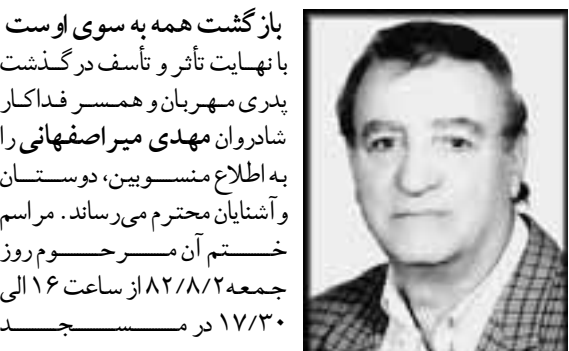 بازگشت همه به سوی اوست
با نهایت تأثر و تأسف درگذشت
پدری مهربان و همسر فداکار
شادروان مهدی میراصفهانی را
به اطلاع منسوبین، دوستان
و آشنایان محترم می‌رساند. مراسم
ختم آن مرحوم روز
جمعه ۸۲/۸/۲ از ساعت ۱۶ الی
۱۷/۳۰ در مسجد